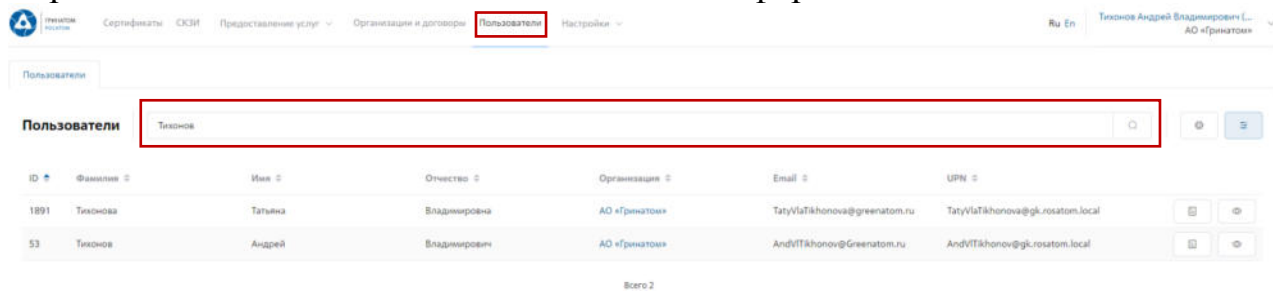 ГРИНАТОМ
РОСАТОМ
Сертификаты СКЗИ Предоставление услуг Организации и договоры Пользователи Настройки Ru En Тихонов Андрей Владимирович (...
АО «Гринатом»
Пользователи
Пользователи Тихонов
ID Фамилия Имя Отчество Организация Email UPN
1891 Тихонова Татьяна Владимировна АО «Гринатом» TatyVlaTikhonova@greenatom.ru TatyVlaTikhonova@gk.rosatom.local
53 Тихонов Андрей Владимирович АО «Гринатом» AndVlTikhonov@Greenatom.ru AndVlTikhonov@gk.rosatom.local
Всего 2